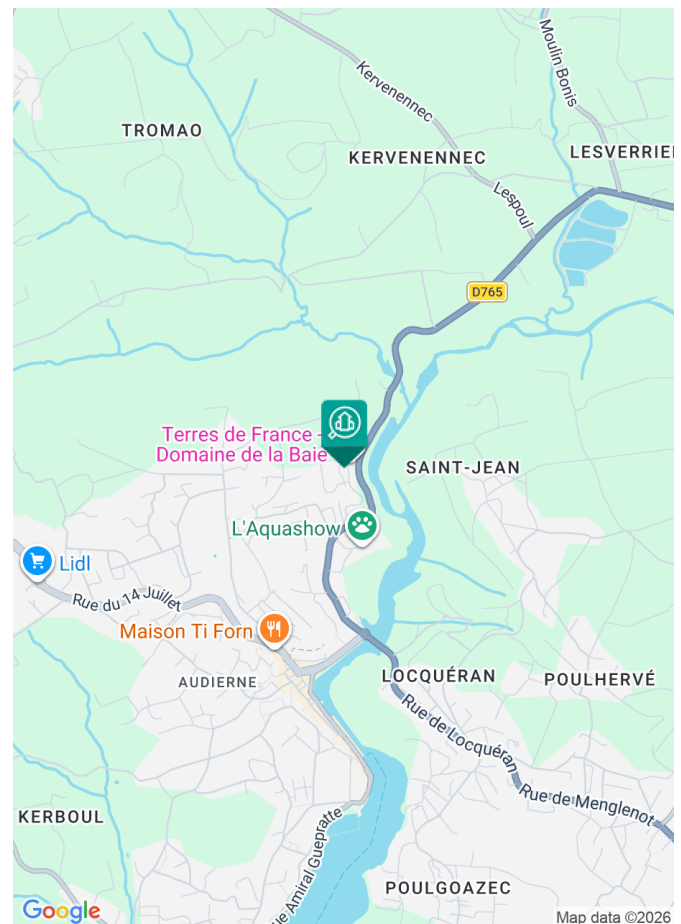 Moulin Bonis
Kervenennec
TROMAO
KERVENENNEC
LESVERRIE
Lespoul
D765
Terres de France -
Domaine de la Baie
SAINT-JEAN
L'Aquashow
Lidl
Rue du 14 Juillet
Maison Ti Forn
AUDIERNE
LOCQUÉRAN
POULHERVÉ
Rue de Locquéran
Rue de Menglenot
KERBOUL
Amiral Guepratte
POULGOAZEC
Google
Map data ©2026